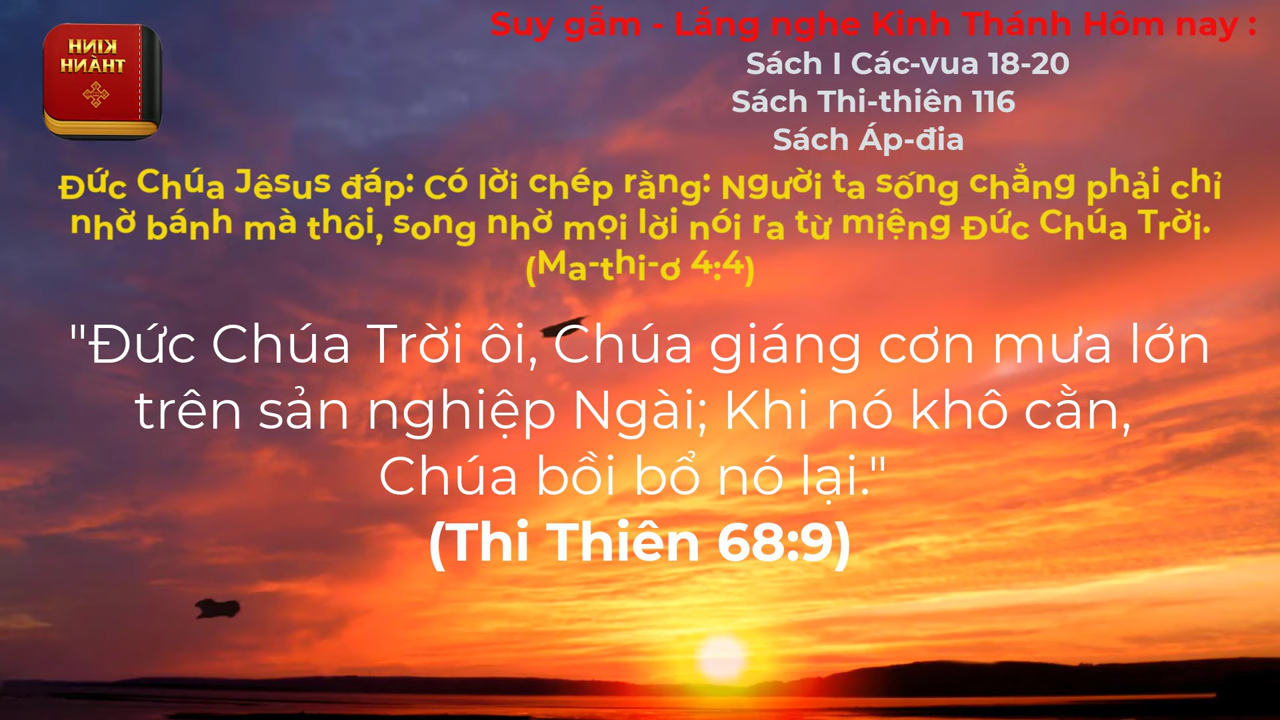 KINH
THÁNH
Suy gẫm - Lắng nghe Kinh Thánh Hôm nay :
Sách I Các-vua 18-20
Sách Thi-thiên 116
Sách Áp-đia
Đức Chúa Jêsus đáp: Có lời chép rằng: Người ta sống chẳng phải chỉ
nhờ bánh mà thôi, song nhờ mọi lời nói ra từ miệng Đức Chúa Trời.
(Ma-thi-ơ 4:4)
"Đức Chúa Trời ôi, Chúa giáng cơn mưa lớn
trên sản nghiệp Ngài; Khi nó khô cằn,
Chúa bồi bổ nó lại."
(Thi Thiên 68:9)